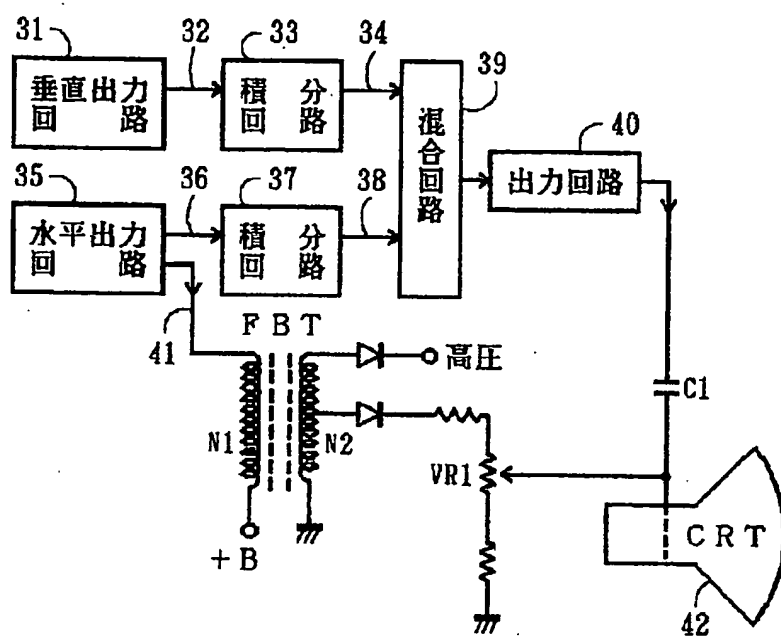 31
32
33
34
39
垂直出力
回 路
積 分
回 路
混合回路
40
出力回路
35
36
37
38
水平出力
回 路
積 分
回 路
41
FBT
高圧
C1
N1
N2
VR1
+B
CRT
42